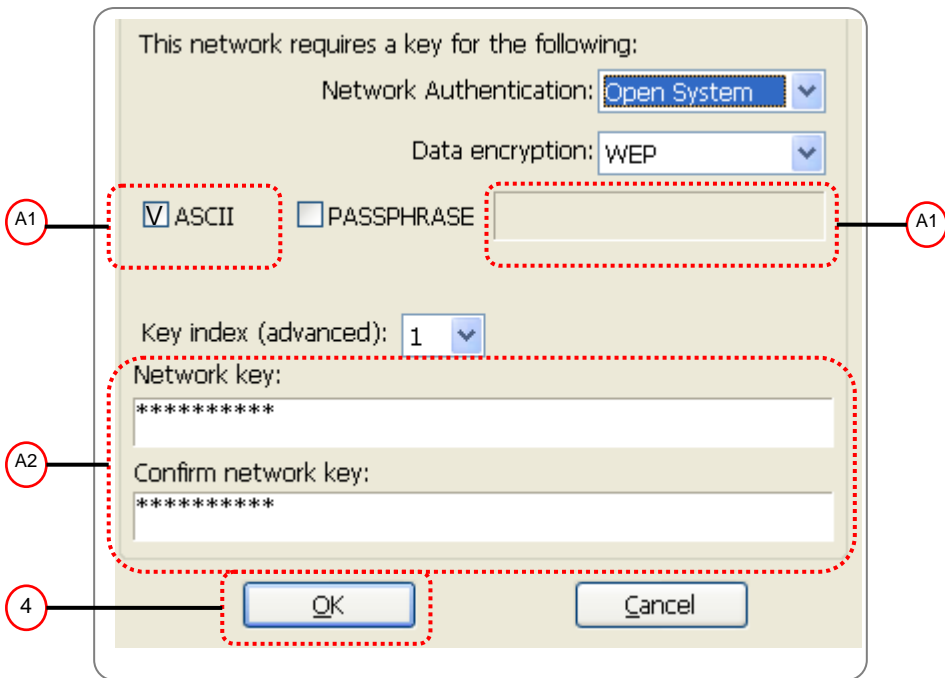 This network requires a key for the following:
Network Authentication: Open System
Data encryption: WEP
A1
V ASCII PASSPHRASE
A1
Key index (advanced): 1
Network key:
**********
A2
Confirm network key:
**********
4
OK Cancel